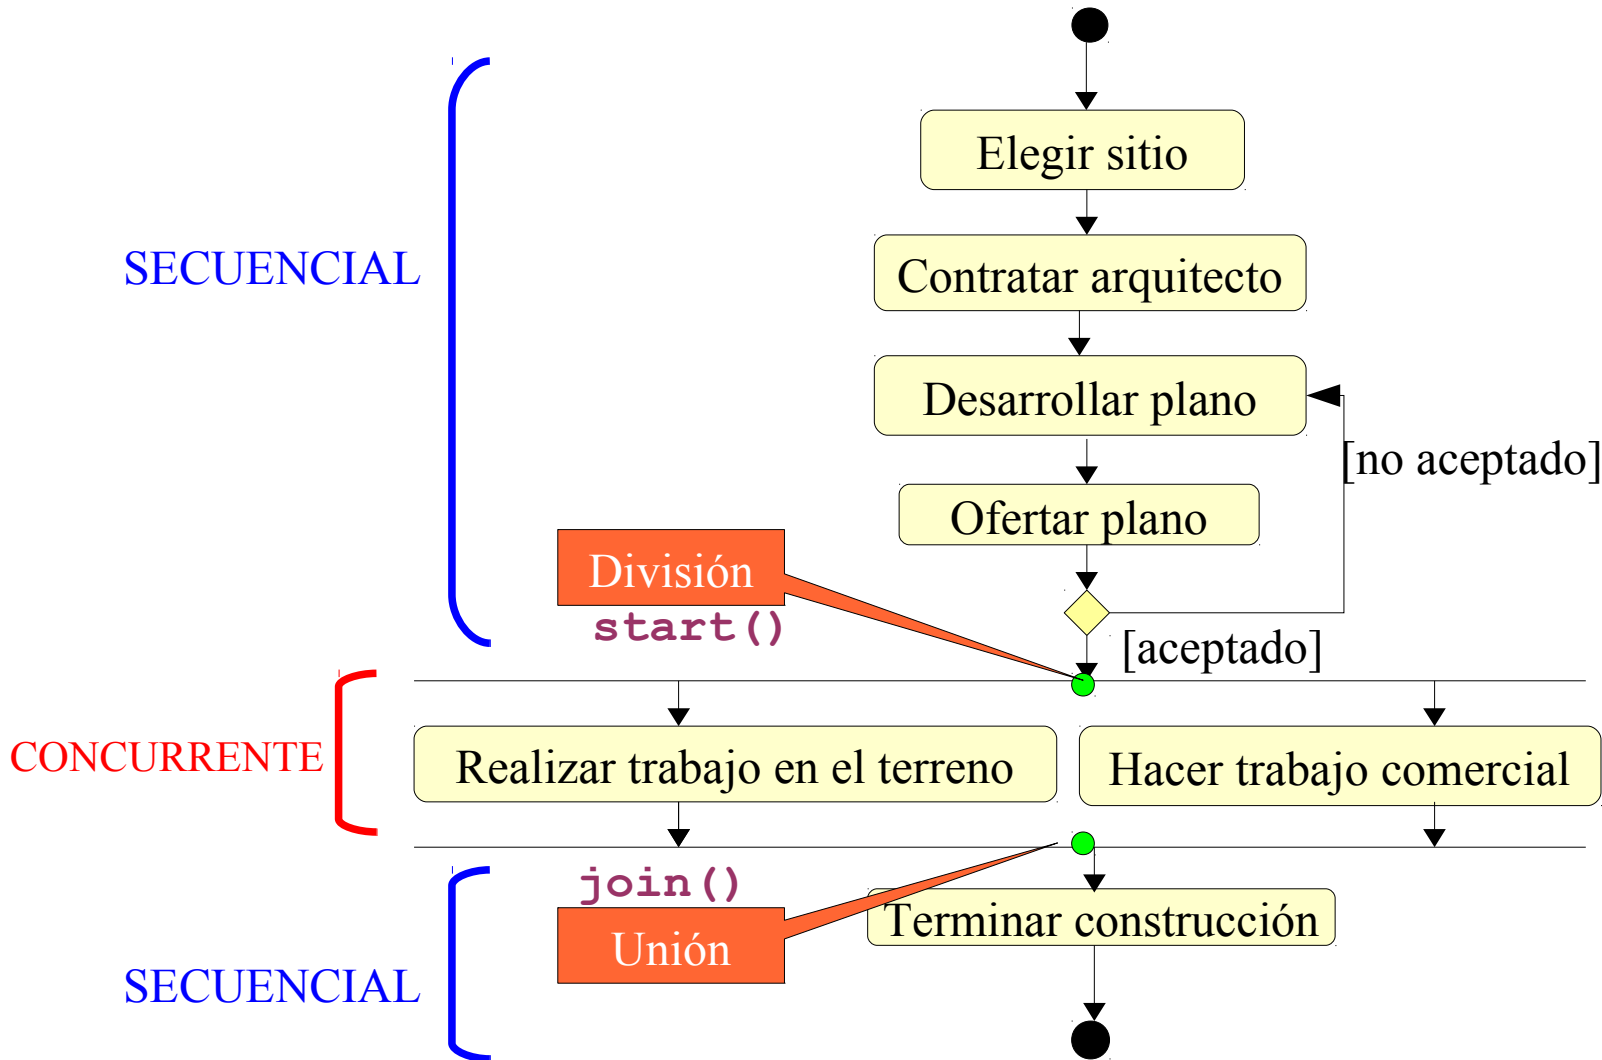 Elegir sitio
SECUENCIAL
Contratar arquitecto
Desarrollar plano
[no aceptado]
Ofertar plano
División
start()
[aceptado]
CONCURRENTE
Realizar trabajo en el terreno
Hacer trabajo comercial
join()
Terminar construcción
Unión
SECUENCIAL